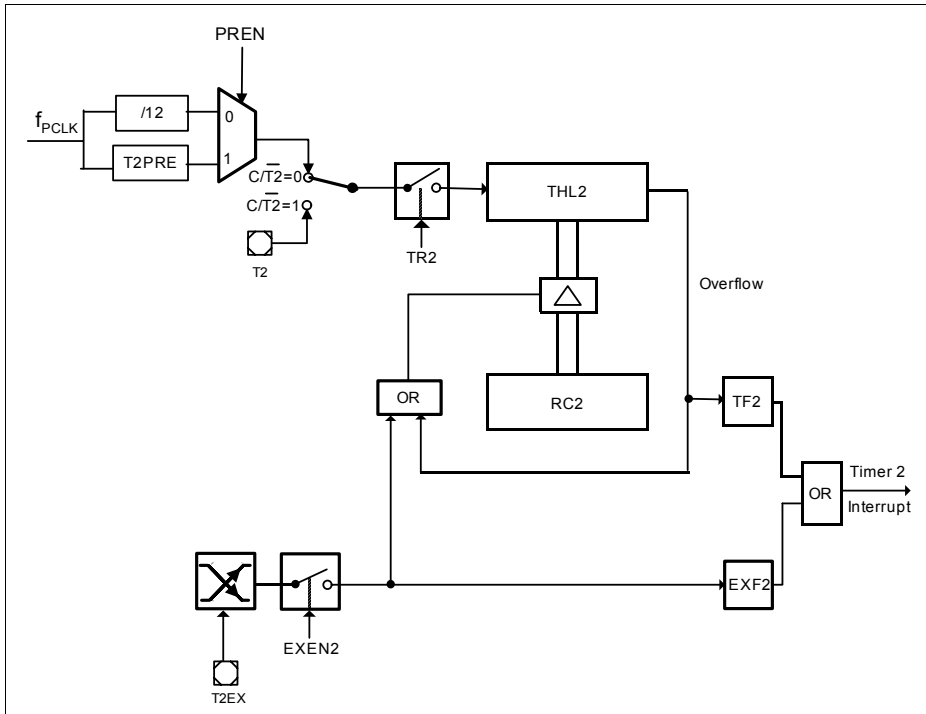 PREN
/12
0
f PCLK
T2PRE
1
C/T2=0
THL2
C/T2=1
T2
TR2
Overflow
OR
RC2
TF2
Timer 2
OR
Interrupt
EXF2
EXEN2
T2EX